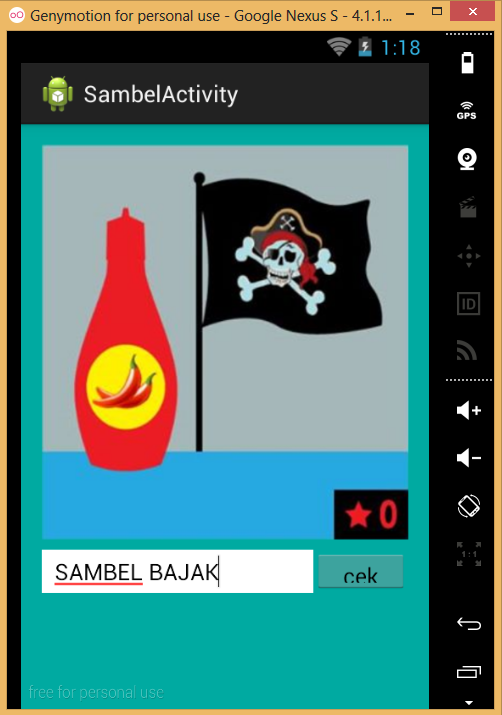 Genymotion for personal use - Google Nexus S - 4.1.1...
1:18
SambelActivity
GPS
ID
0
SAMBEL BAJAK
cek
1:1
free for personal use